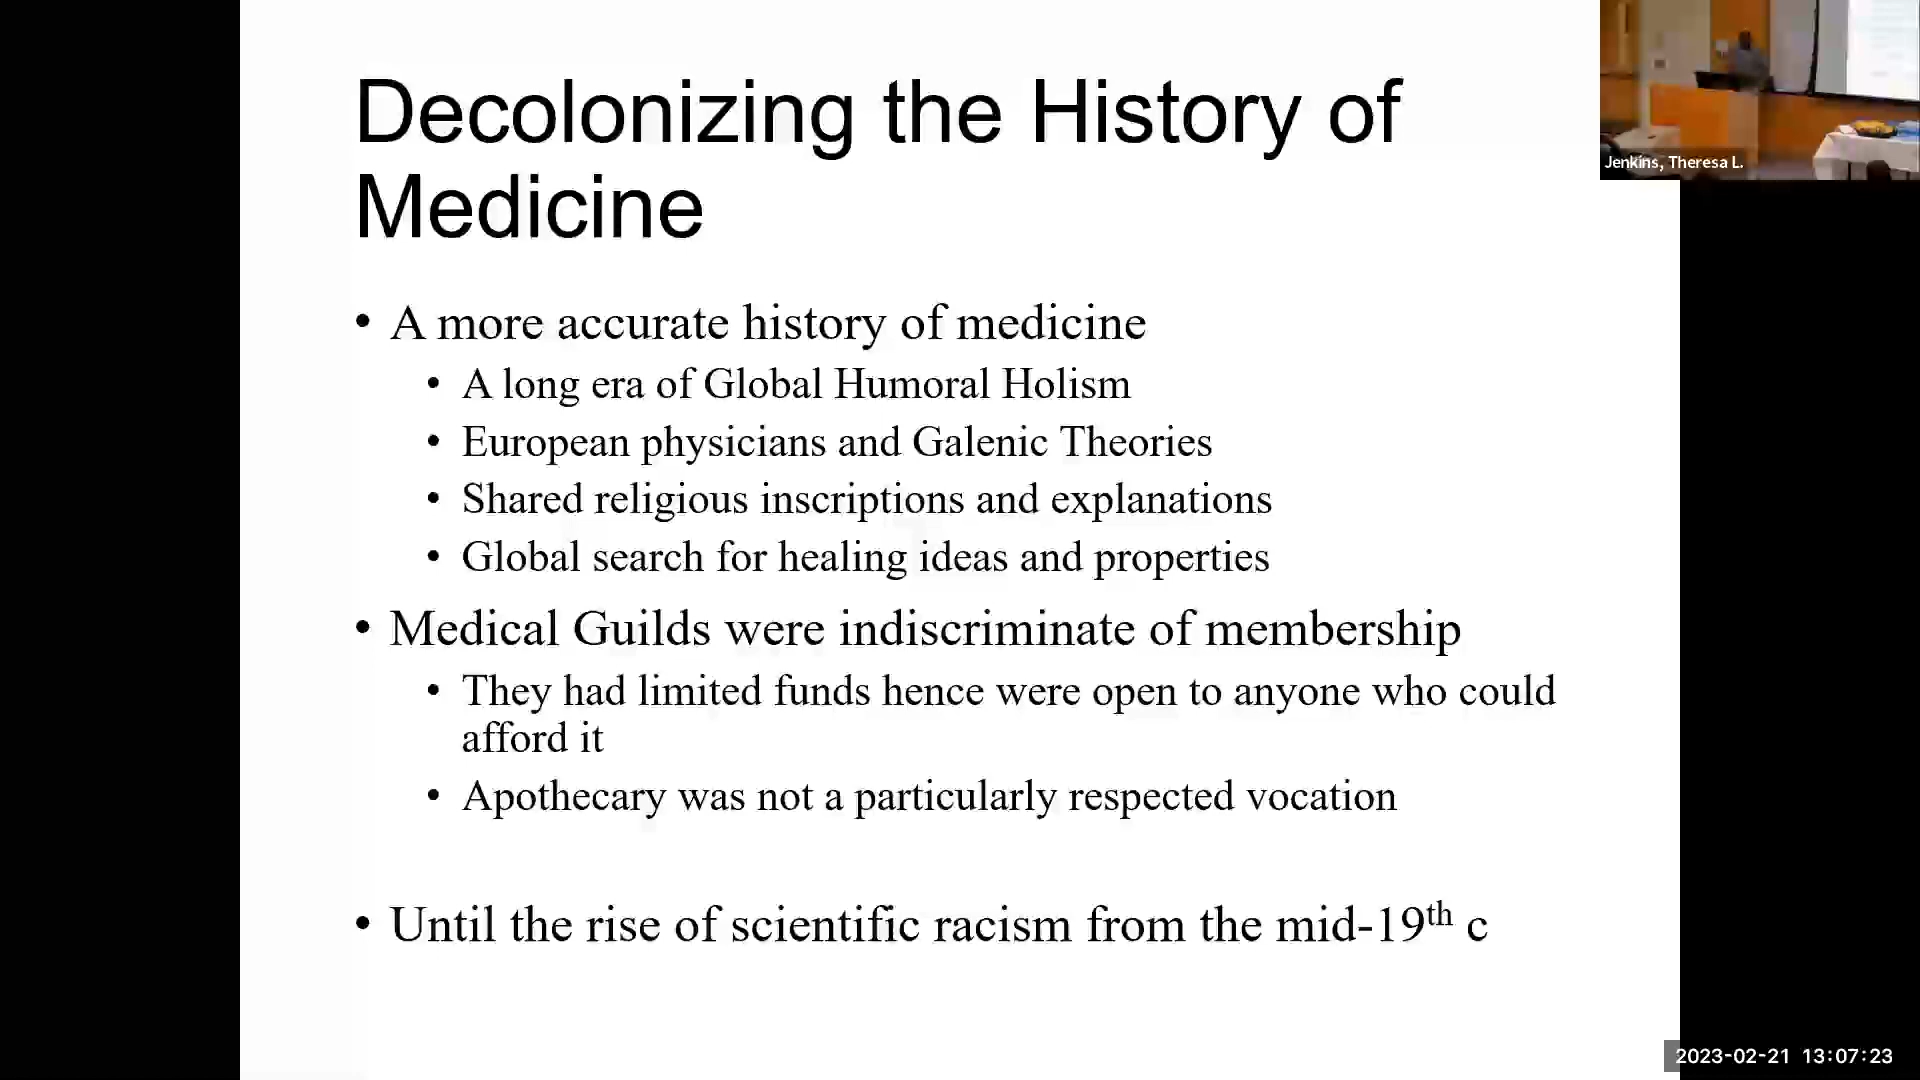 Decolonizing the History of
Medicine
• A more accurate history of medicine
• A long era of Global Humoral Holism
• European physicians and Galenic Theories
• Shared religious inscriptions and explanations
• Global search for healing ideas and properties
• Medical Guilds were indiscriminate of membership
• They had limited funds hence were open to anyone who could
afford it
• Apothecary was not a particularly respected vocation
• Until the rise of scientific racism from the mid-19th c
Jenkins, Theresa L.
2023-02-21 13:07:23